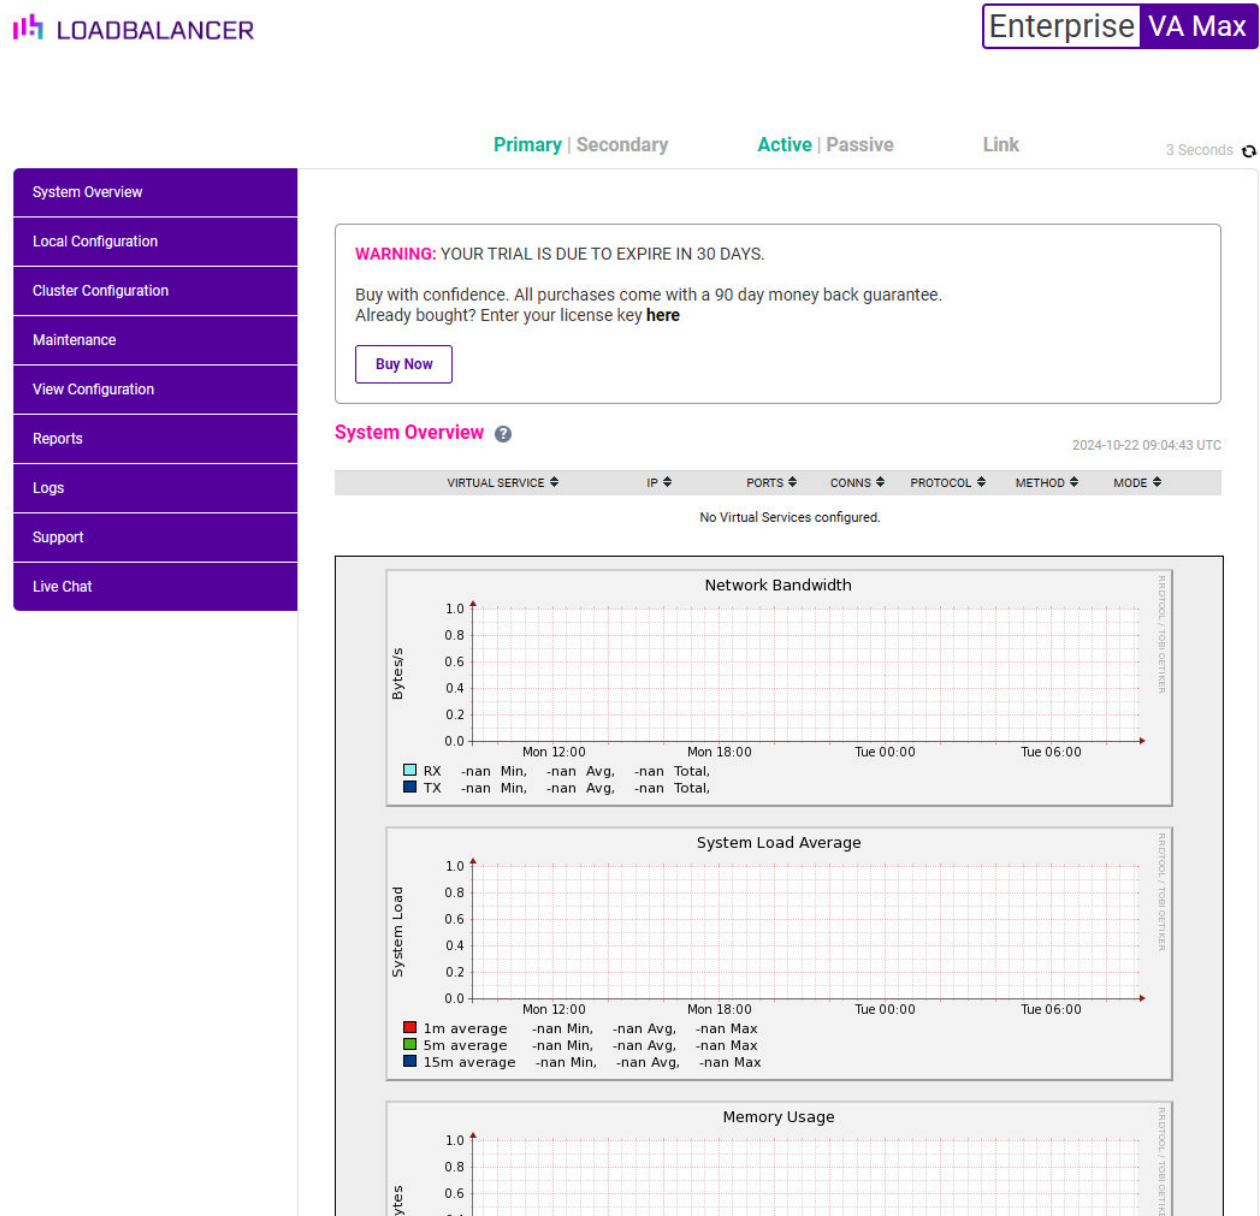 LOADBALANCER
Enterprise VA Max
Primary | Secondary
Active | Passive
Link
3 Seconds
System Overview
Local Configuration
Cluster Configuration
Maintenance
View Configuration
Reports
Logs
Support
Live Chat
WARNING: YOUR TRIAL IS DUE TO EXPIRE IN 30 DAYS.
Buy with confidence. All purchases come with a 90 day money back guarantee.
Already bought? Enter your license key here
Buy Now
System Overview ?
2024-10-22 09:04:43 UTC
VIRTUAL SERVICE IP PORTS CONNS PROTOCOL METHOD MODE
No Virtual Services configured.
Network Bandwidth
RRDTOOL / TOBI OETIKER
Bytes/s
1.0
0.8
0.6
0.4
0.2
0.0
Mon 12:00 Mon 18:00 Tue 00:00 Tue 06:00
RX -nan Min, -nan Avg, -nan Total,
TX -nan Min, -nan Avg, -nan Total,
System Load Average
RRDTOOL / TOBI OETIKER
System Load
1.0
0.8
0.6
0.4
0.2
0.0
Mon 12:00 Mon 18:00 Tue 00:00 Tue 06:00
1m average -nan Min, -nan Avg, -nan Max
5m average -nan Min, -nan Avg, -nan Max
15m average -nan Min, -nan Avg, -nan Max
Memory Usage
RRDTOOL / TOBI
1.0
0.8
0.6